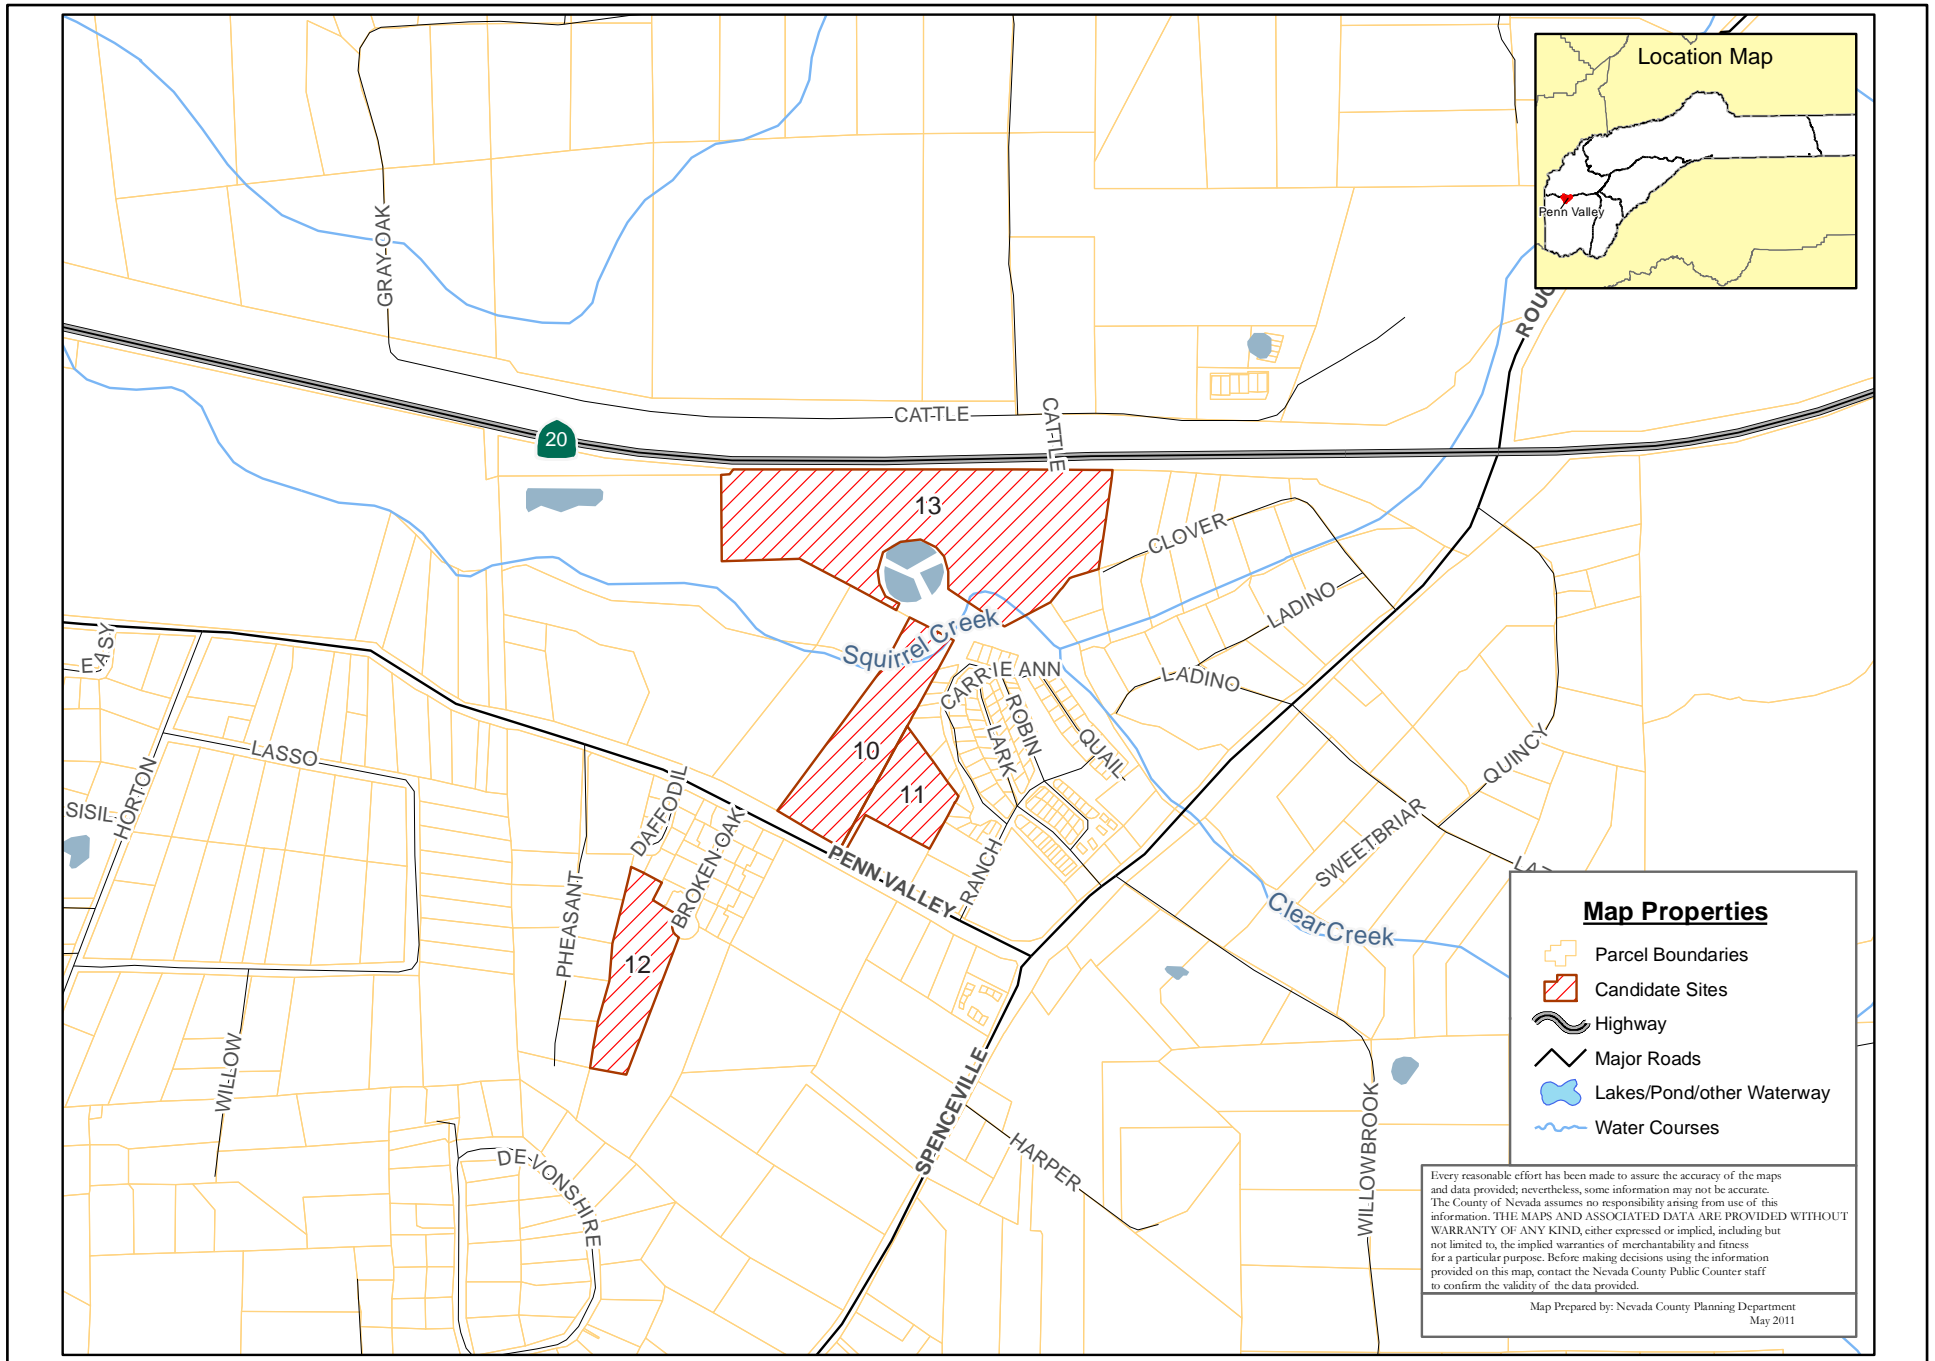 Location Map
Penn Valley
GRAY OAK
ROUG
CATTLE
CATTLE
20
13
CLOVER
LADINO
Squirrel Creek
EASY
CARRIE ANN
LADINO
ROBIN
LARK
QUAIL
QUINCY
LASSO
HORTON
SISIL
10
11
DAFFODIL
BROKEN OAK
SWEETBRIAR
PENN VALLEY
RANCH
PHEASANT
12
Clear Creek
WILLOW
SPENCEVILLE
HARPER
WILLOWBROOK
DEVONSHIRE
Map Properties
Parcel Boundaries
Candidate Sites
Highway
Major Roads
Lakes/Pond/other Waterway
Water Courses
Every reasonable effort has been made to assure the accuracy of the maps
and data provided; nevertheless, some information may not be accurate.
The County of Nevada assumes no responsibility arising from use of this
information. THE MAPS AND ASSOCIATED DATA ARE PROVIDED WITHOUT
WARRANTY OF ANY KIND, either expressed or implied, including but
not limited to, the implied warranties of merchantability and fitness
for a particular purpose. Before making decisions using the information
provided on this map, contact the Nevada County Public Counter staff
to confirm the validity of the data provided.
Map Prepared by: Nevada County Planning Department
May 2011